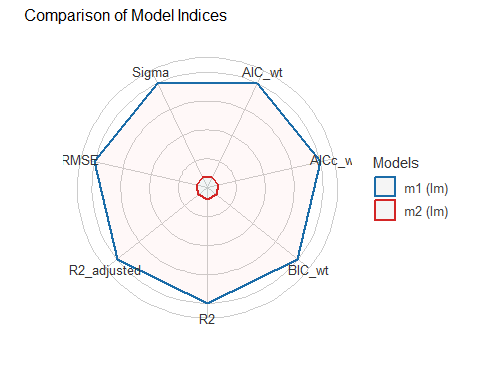 Comparison of Model Indices
Sigma
AIC_wt
RMSE
AICc_w
R2_adjusted
BIC_wt
R2
Models
m1 (lm)
m2 (lm)